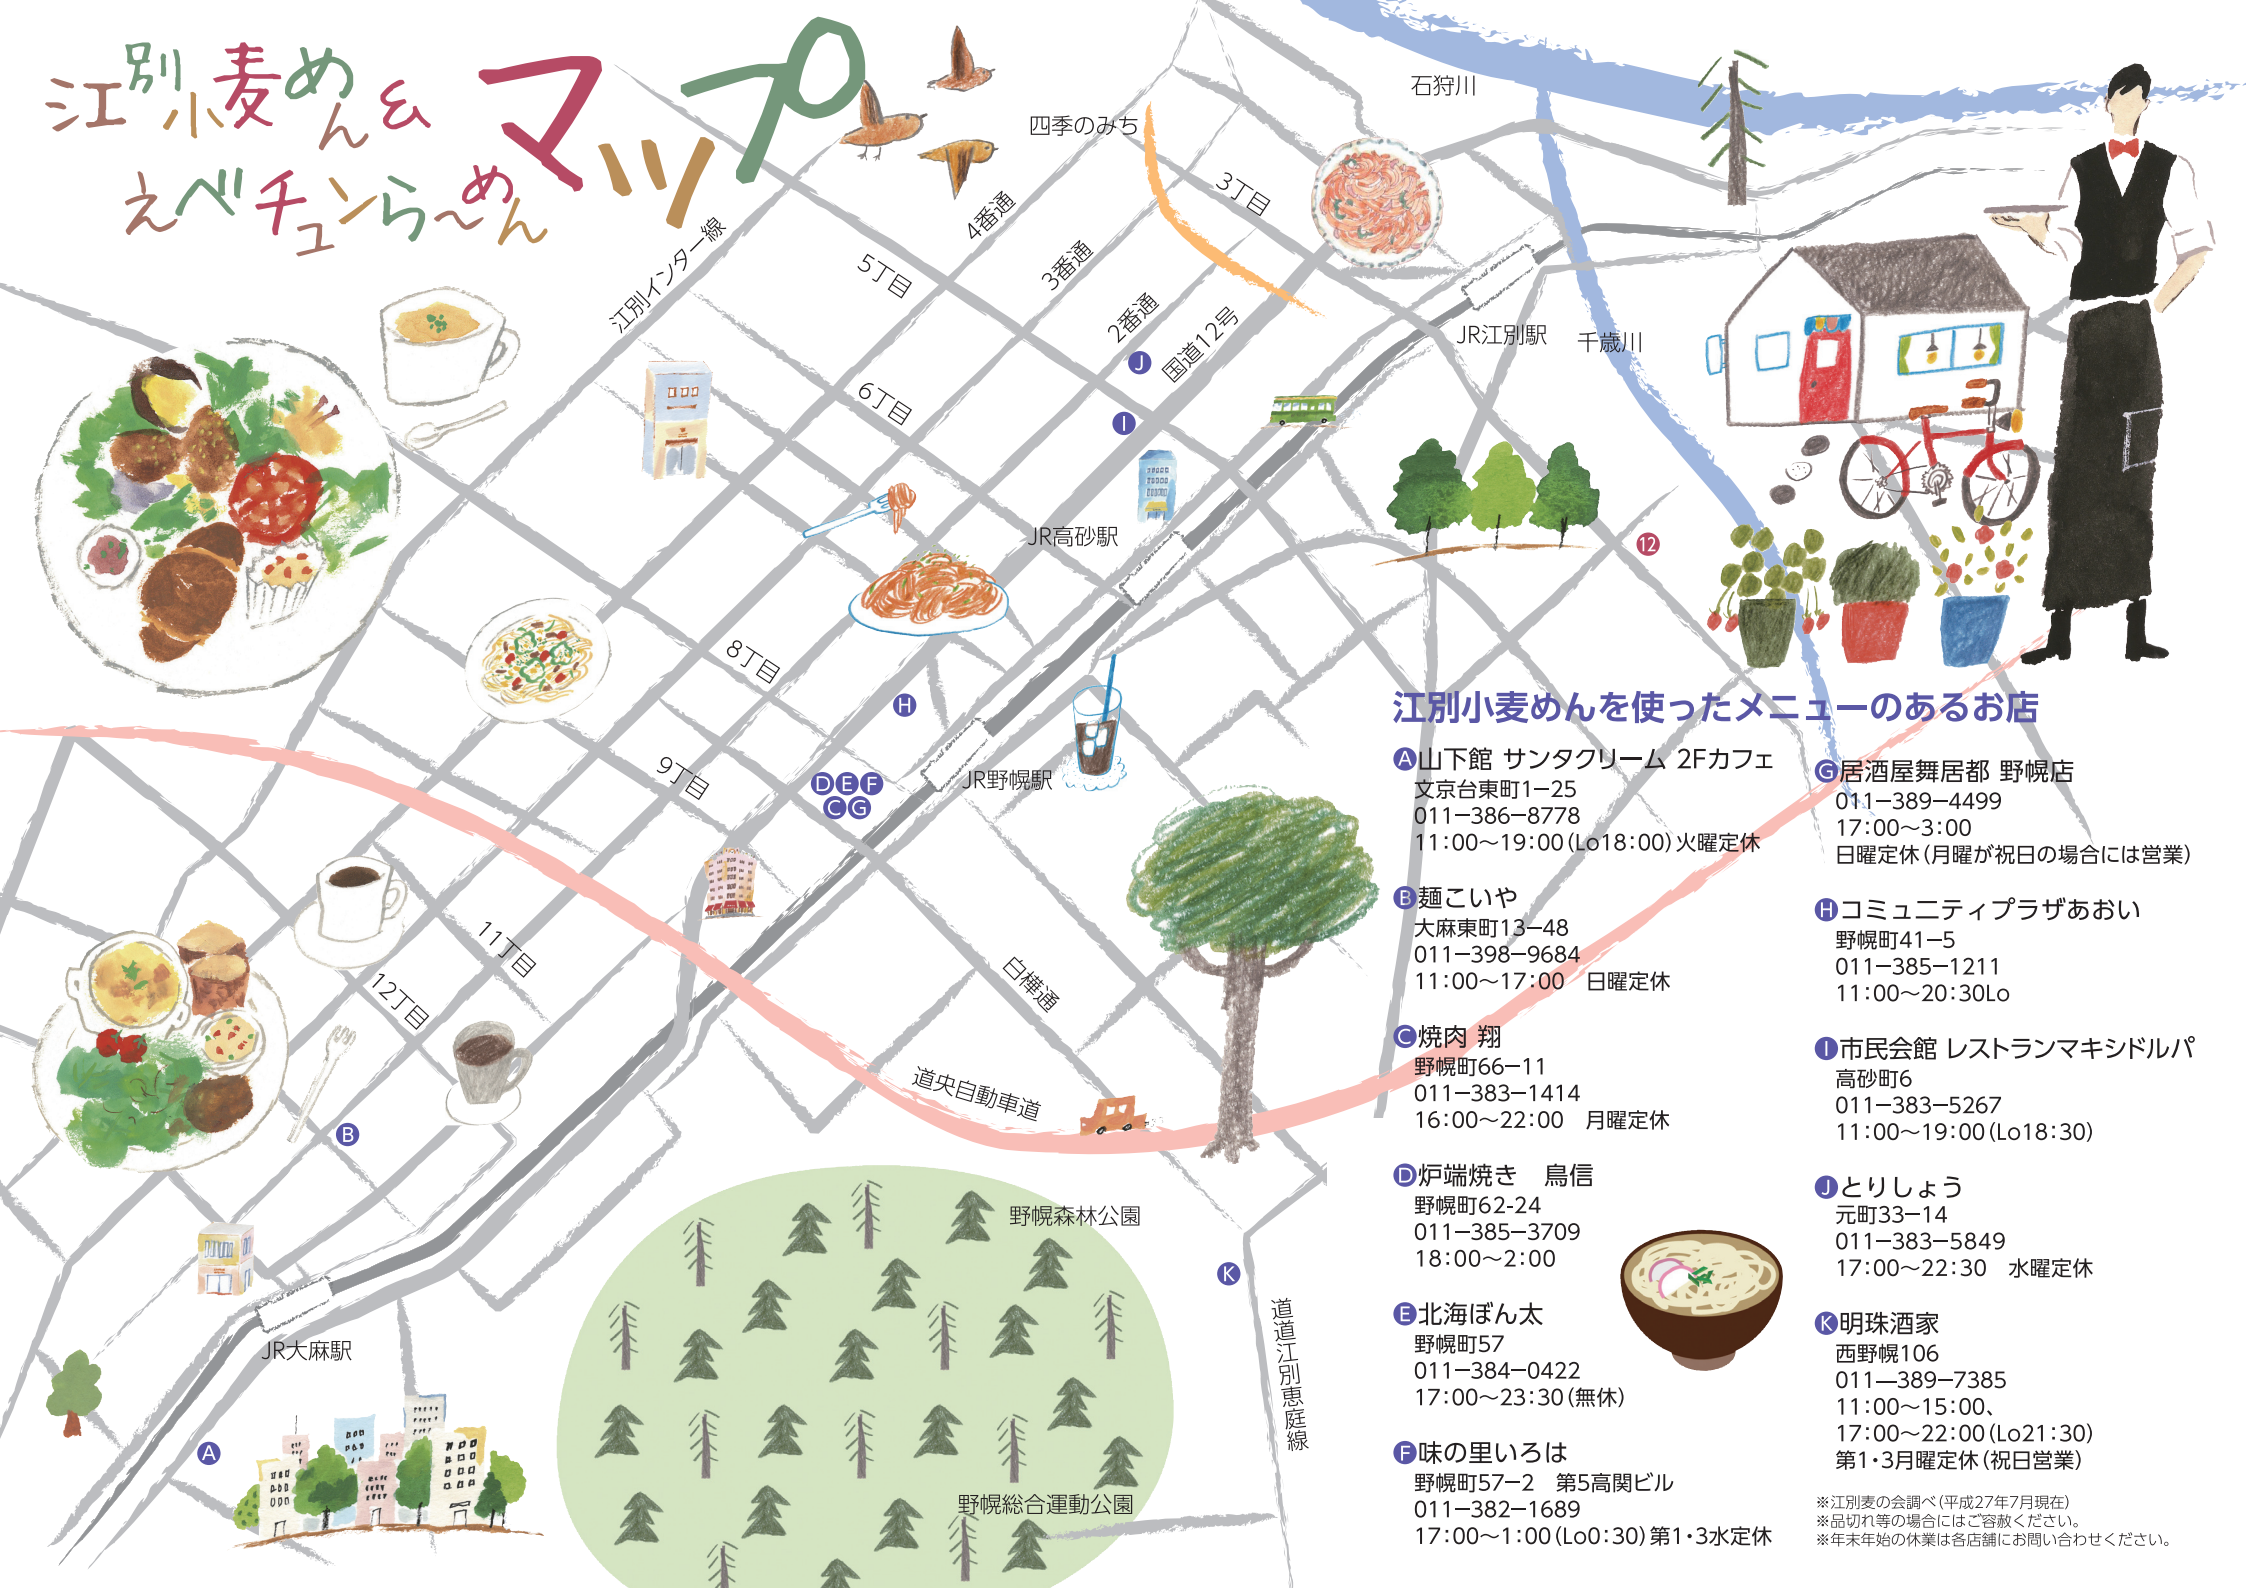 江別小麦めん&
えベチュンら～めん
マップ
石狩川
四季のみち
3丁目
4番通
江別インター線
5丁目
3番通
2番通
国道12号
JR江別駅
千歳川
J
6丁目
I
JR高砂駅
12
8丁目
H
9丁目
JR野幌駅
DEF
CG
11丁目
12丁目
白樺通
道央自動車道
B
野幌森林公園
K
道道江別恵庭線
JR大麻駅
A
野幌総合運動公園
江別小麦めんを使ったメニューのあるお店
A山下館 サンタクリーム 2Fカフェ
文京台東町1−25
011−386−8778
11:00〜19:00(Lo18:00)火曜定休
B麺こいや
大麻東町13−48
011−398−9684
11:00〜17:00　日曜定休
C焼肉 翔
野幌町66−11
011−383−1414
16:00〜22:00　月曜定休
D炉端焼き　鳥信
野幌町62-24
011−385−3709
18:00〜2:00
E北海ぽん太
野幌町57
011−384−0422
17:00〜23:30(無休)
F味の里いろは
野幌町57−2　第5高関ビル
011−382−1689
17:00〜1:00(Lo0:30)第1・3水定休
G居酒屋舞居都 野幌店
011−389−4499
17:00〜3:00
日曜定休(月曜が祝日の場合には営業)
Hコミュニティプラザあおい
野幌町41−5
011−385−1211
11:00〜20:30Lo
I市民会館 レストランマキシドルパ
高砂町6
011−383−5267
11:00〜19:00(Lo18:30)
Jとりしょう
元町33−14
011−383−5849
17:00〜22:30　水曜定休
K明珠酒家
西野幌106
011—389−7385
11:00〜15:00、
17:00〜22:00(Lo21:30)
第1・3月曜定休(祝日営業)
※江別麦の会調べ(平成27年7月現在)
※品切れ等の場合にはご容赦ください。
※年末年始の休業は各店舗にお問い合わせください。